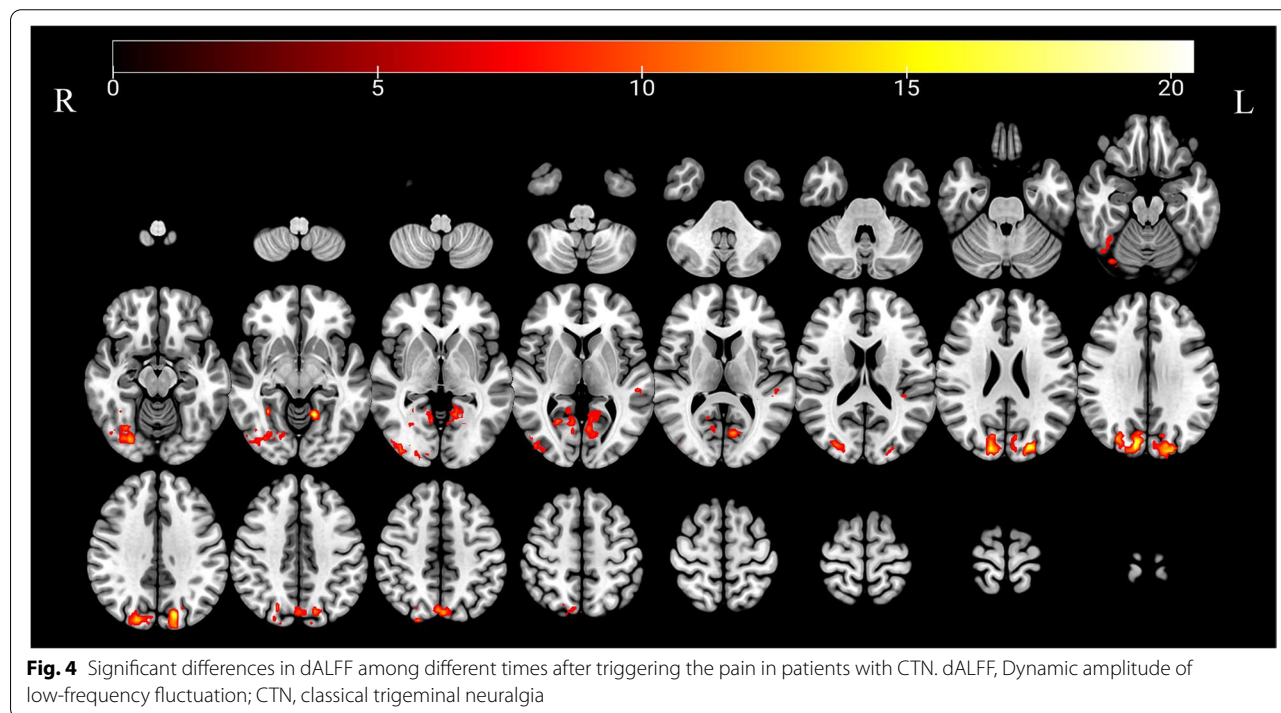 0 5 10 15 20
R L
Fig. 4 Significant differences in dALFF among different times after triggering the pain in patients with CTN. dALFF, Dynamic amplitude of
low-frequency fluctuation; CTN, classical trigeminal neuralgia